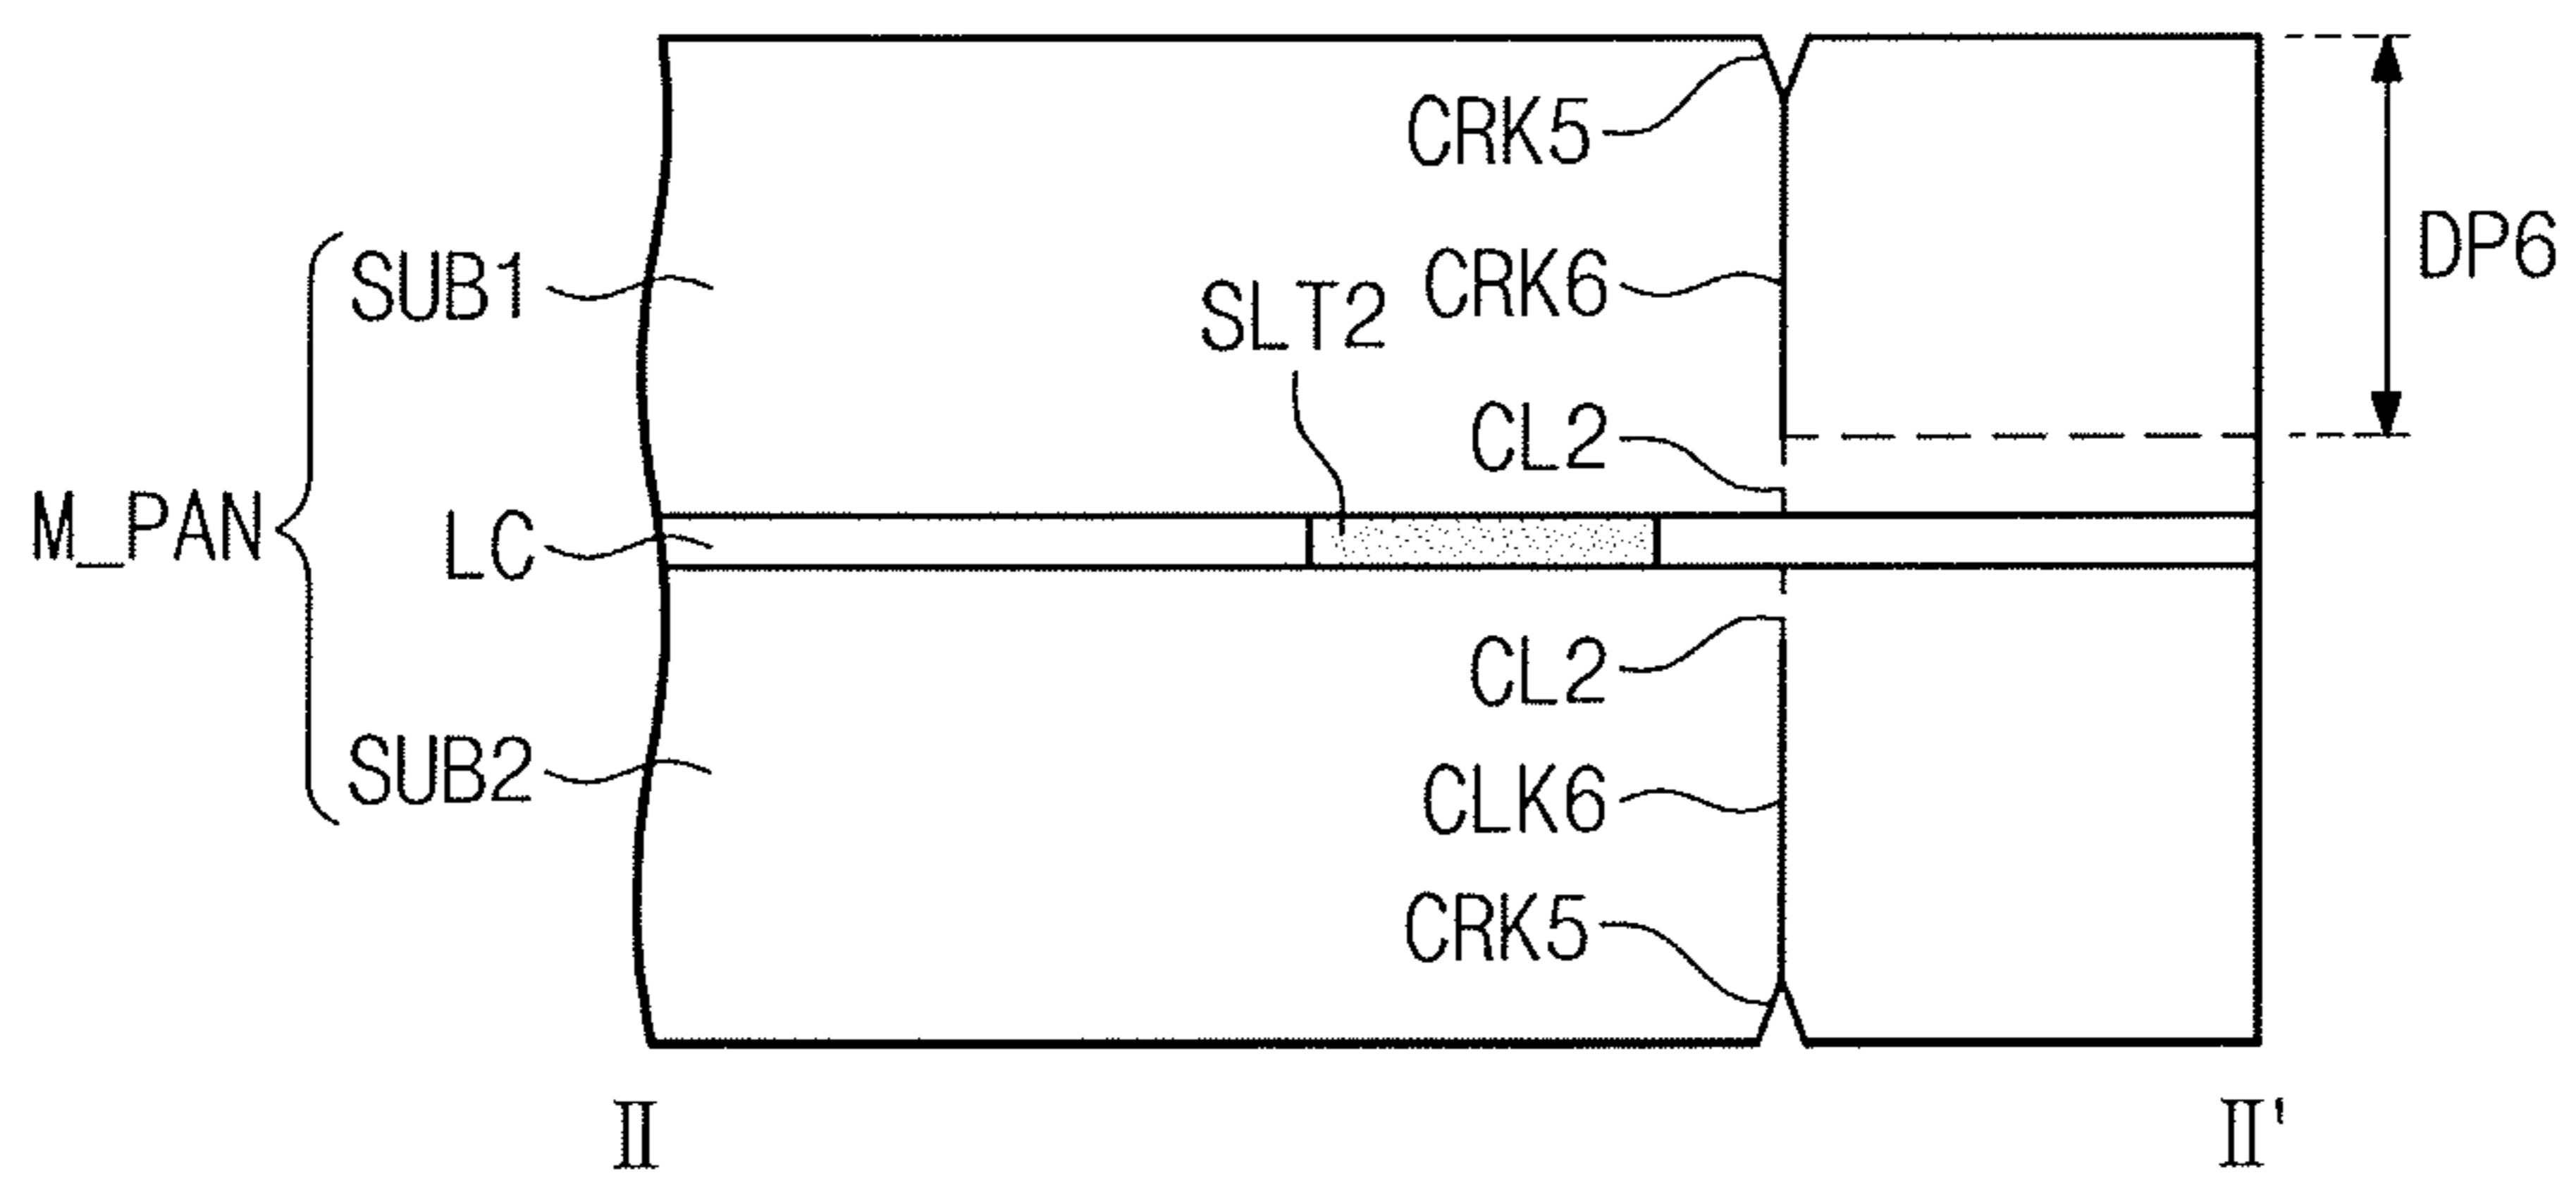 CRK5
DP6
SUB1
CRK6
SLT2
CL2
M_PAN
LC
CL2
SUB2
CLK6
CRK5
II
II'